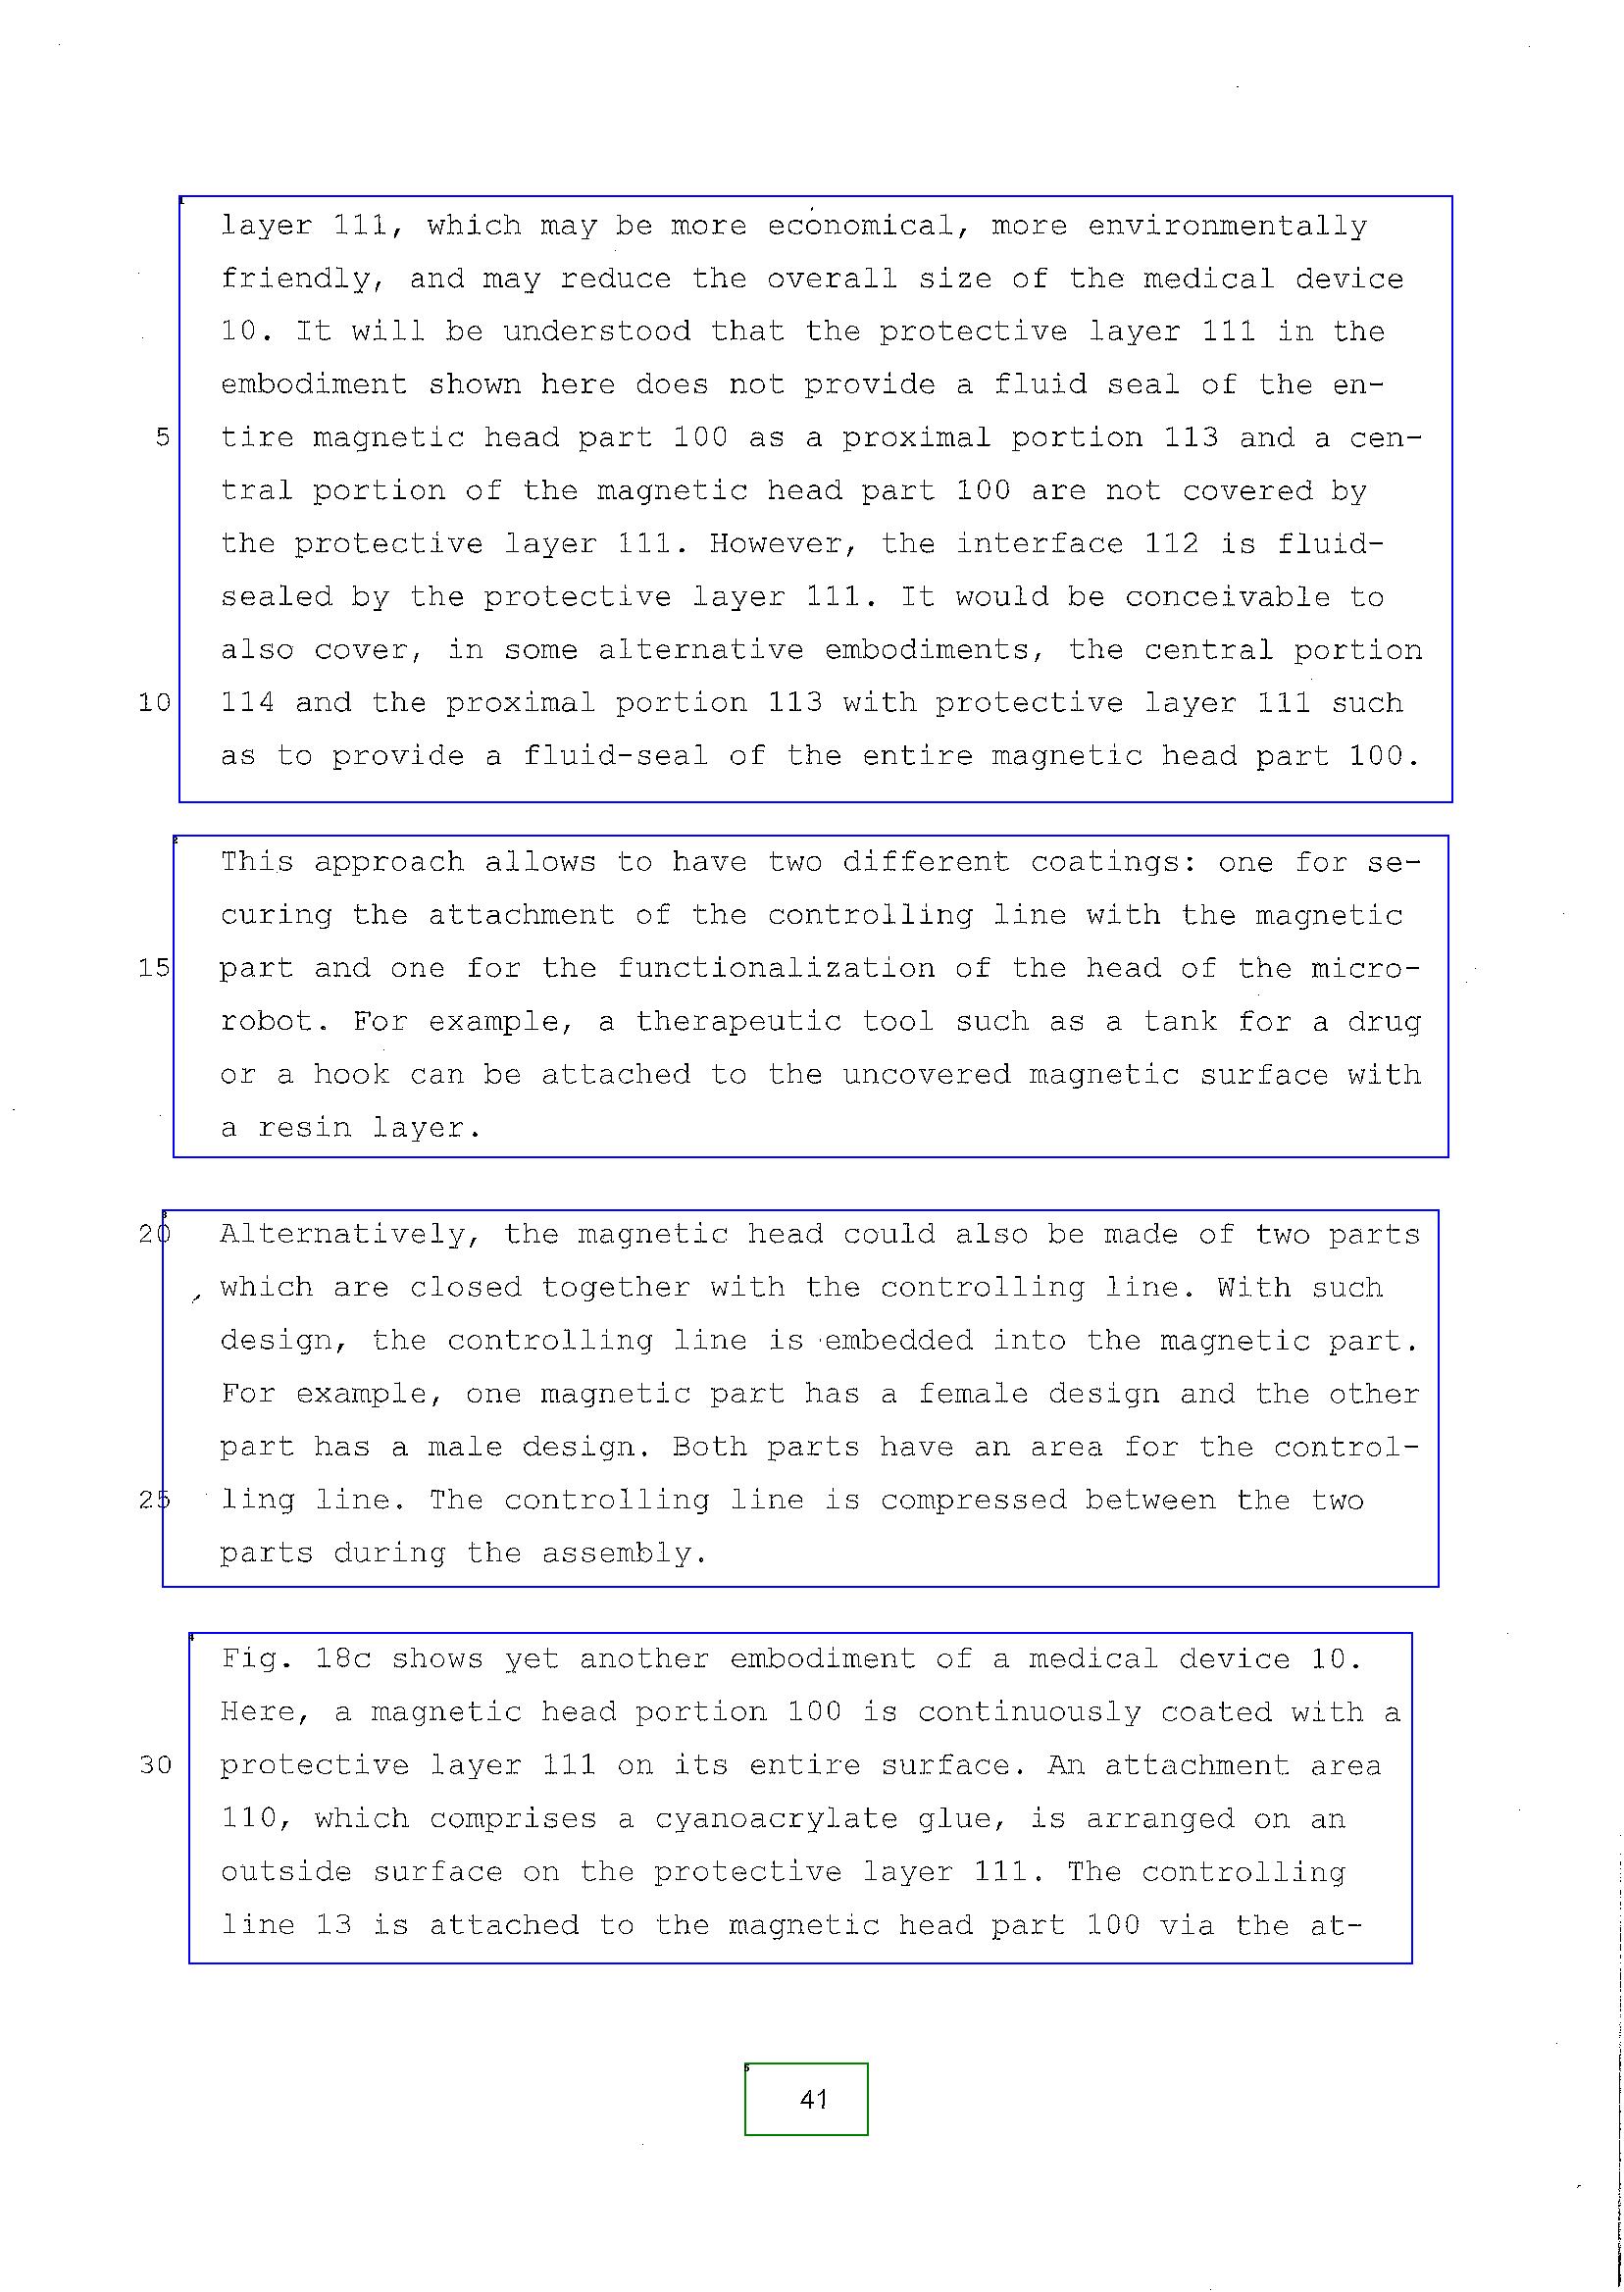 layer 111, which may be more economical, more environmentally
friendly, and may reduce the overall size of the medical device
10. It will be understood that the protective layer 111 in the
embodiment shown here does not provide a fluid seal of the en-
5 tire magnetic head part 100 as a proximal portion 113 and a cen-
tral portion of the magnetic head part 100 are not covered by
the protective layer 111. However, the interface 112 is fluid-
sealed by the protective layer 111. It would be conceivable to
also cover, in some alternative embodiments, the central portion
10 114 and the proximal portion 113 with protective layer 111 such
as to provide a fluid-seal of the entire magnetic head part 100.
This approach allows to have two different coatings: one for se-
curing the attachment of the controlling line with the magnetic
15 part and one for the functionalization of the head of the micro-
robot. For example, a therapeutic tool such as a tank for a drug
or a hook can be attached to the uncovered magnetic surface with
a resin layer.
20 Alternatively, the magnetic head could also be made of two parts
which are closed together with the controlling line. With such
design, the controlling line is embedded into the magnetic part.
For example, one magnetic part has a female design and the other
part has a male design. Both parts have an area for the control-
25 ling line. The controlling line is compressed between the two
parts during the assembly.
Fig. 18c shows yet another embodiment of a medical device 10.
Here, a magnetic head portion 100 is continuously coated with a
30 protective layer 111 on its entire surface. An attachment area
110, which comprises a cyanoacrylate glue, is arranged on an
outside surface on the protective layer 111. The controlling
line 13 is attached to the magnetic head part 100 via the at-
41